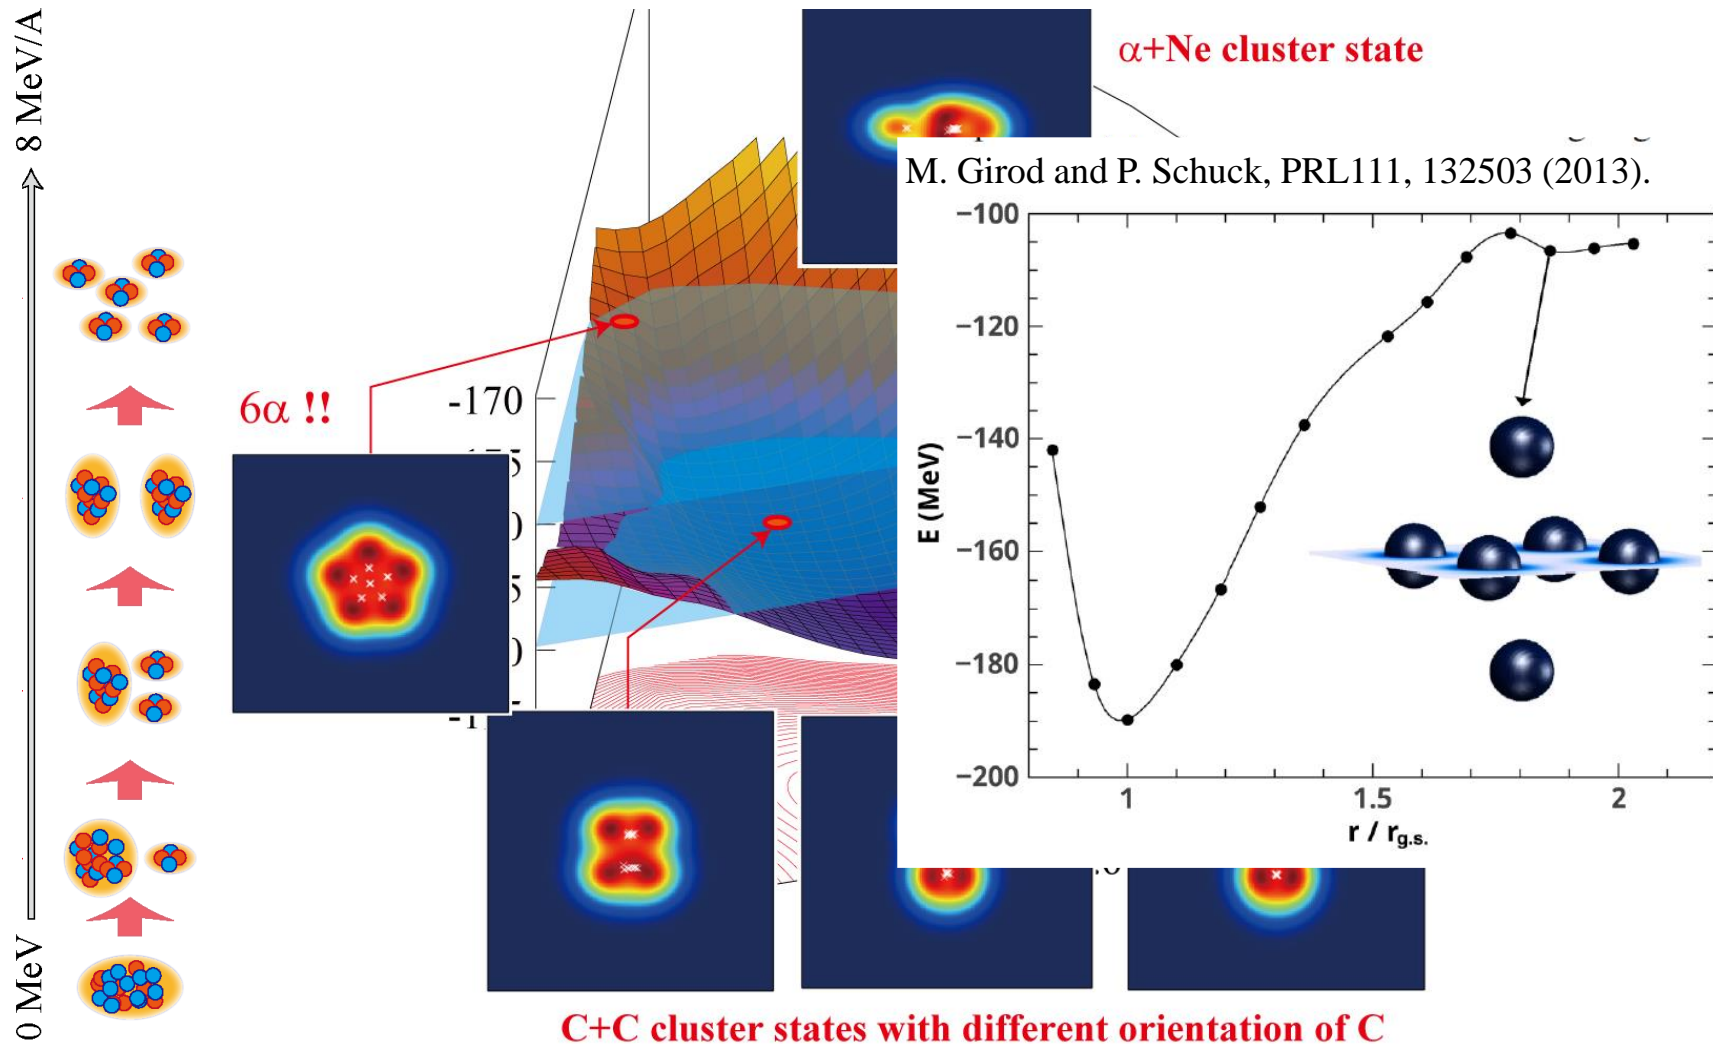 8 MeV/A
0 MeV
α+Ne cluster state
M. Girod and P. Schuck, PRL111, 132503 (2013).
6α !!
-170
−100
−120
−140
−160
−180
−200
E (MeV)
1
1.5
2
r / rg.s.
C+C cluster states with different orientation of C